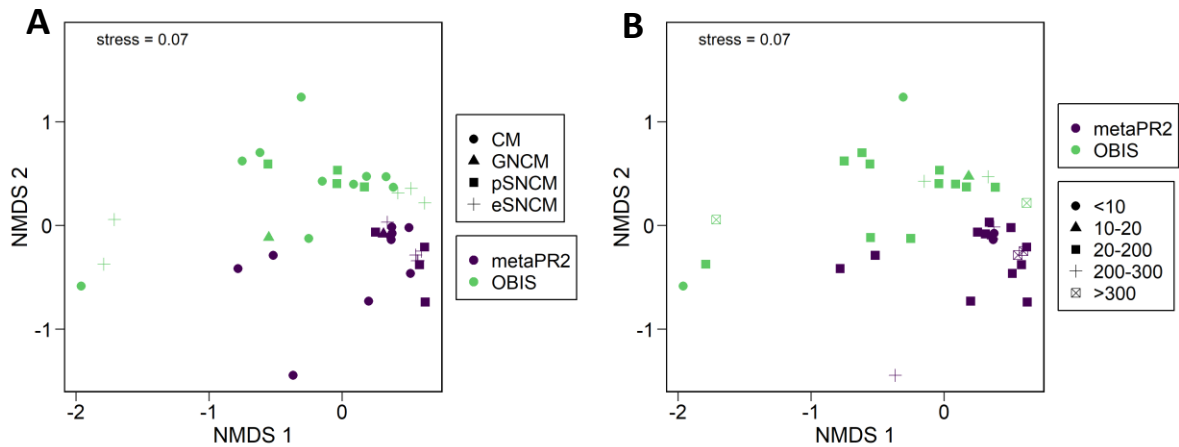 A
stress = 0.07
NMDS 2
1
0
-1
-2
-1
0
NMDS 1
CM
GNCM
pSNCM
eSNCM
metaPR2
OBIS
B
stress = 0.07
NMDS 2
1
0
-1
-2
-1
0
NMDS 1
metaPR2
OBIS
<10
10-20
20-200
200-300
>300